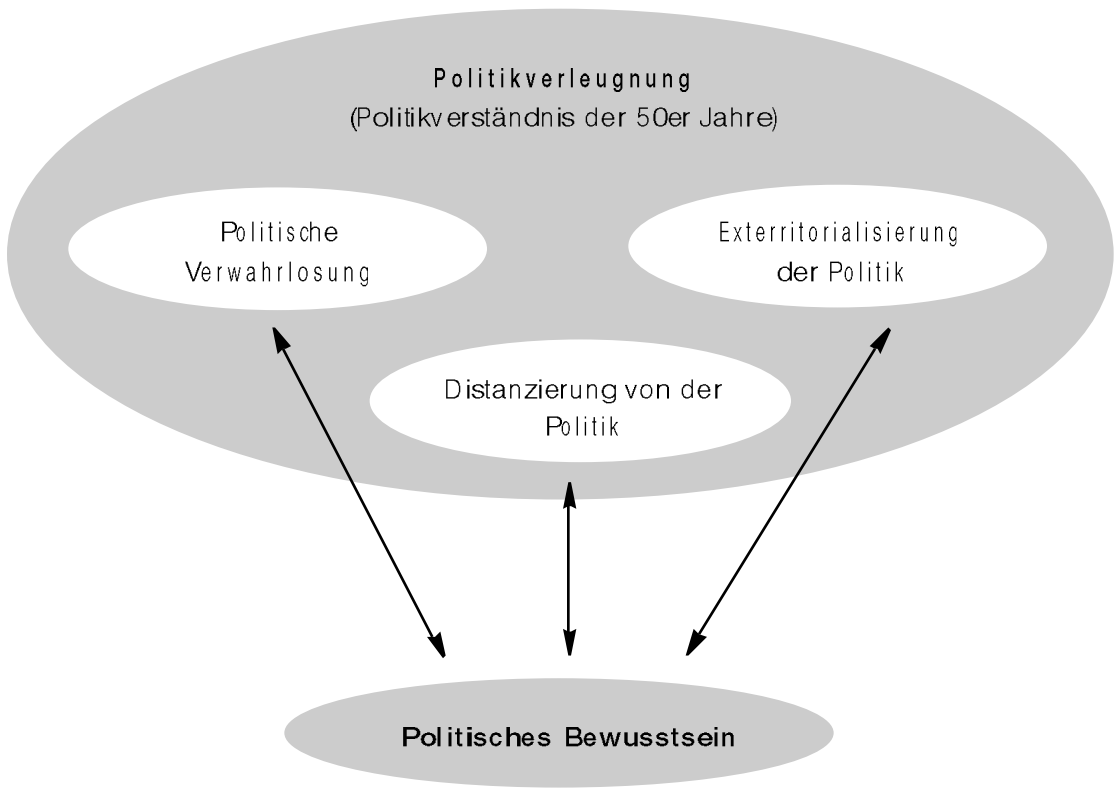 Politikverleugnung
(Politikverständnis der 50er Jahre)
Politische
Verwahrlosung
Exterritorialisierung
der Politik
Distanzierung von der
Politik
Politisches Bewusstsein